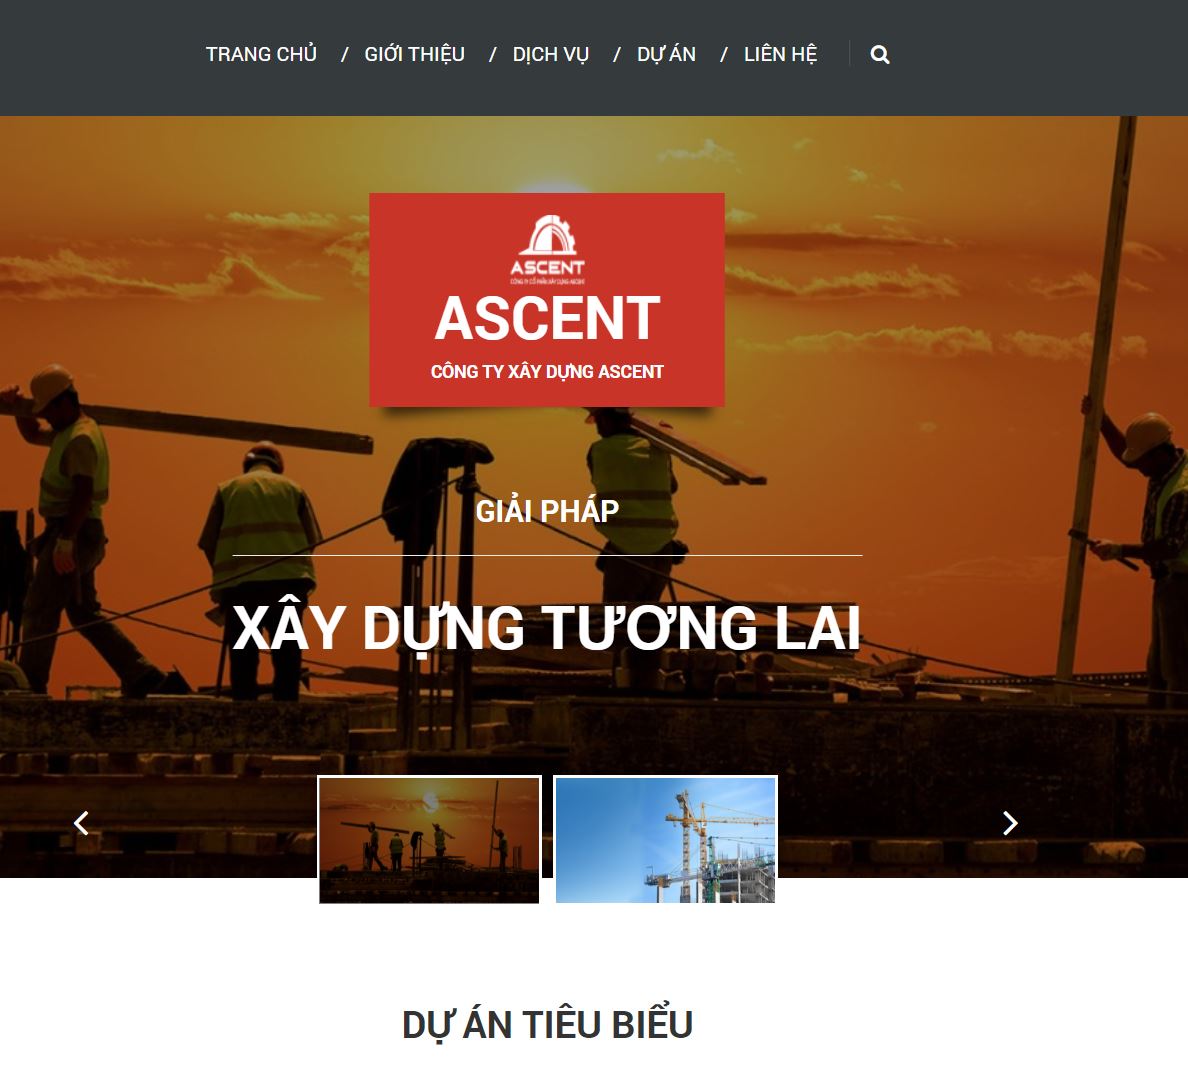 TRANG CHỦ / GIỚI THIỆU / DỊCH VỤ / DỰ ÁN / LIÊN HỆ
ASCENT
CÔNG TY CỔ PHẦN XÂY DỰNG ASCENT
ASCENT
CÔNG TY XÂY DỰNG ASCENT
GIẢI PHÁP
XÂY DỰNG TƯƠNG LAI
DỰ ÁN TIÊU BIỂU